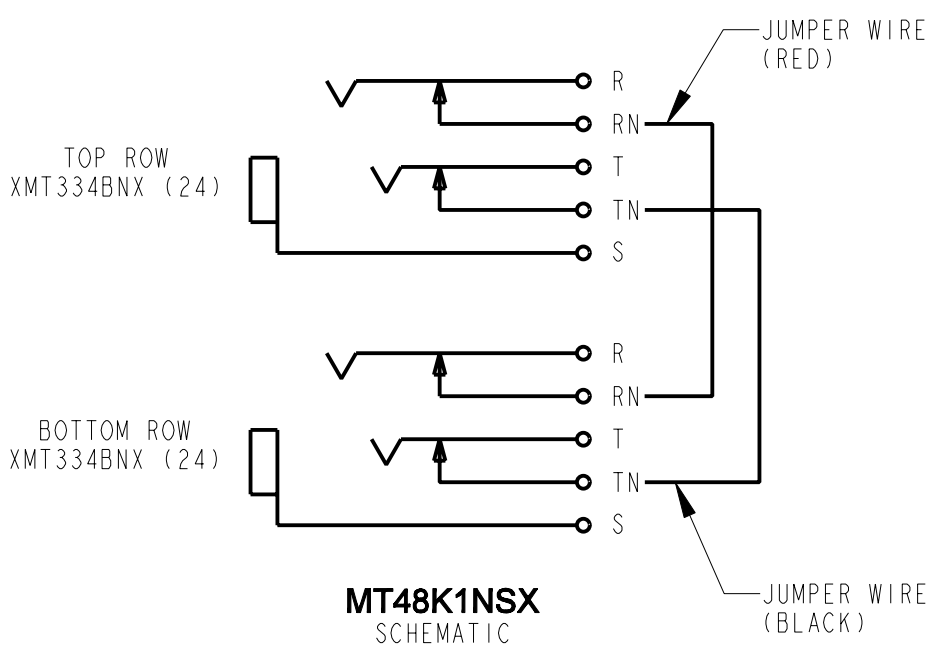 JUMPER WIRE
(RED)
R
RN
TOP ROW
XMT334BNX (24)
T
TN
S
R
RN
BOTTOM ROW
XMT334BNX (24)
T
TN
S
JUMPER WIRE
(BLACK)
MT48K1NSX
SCHEMATIC